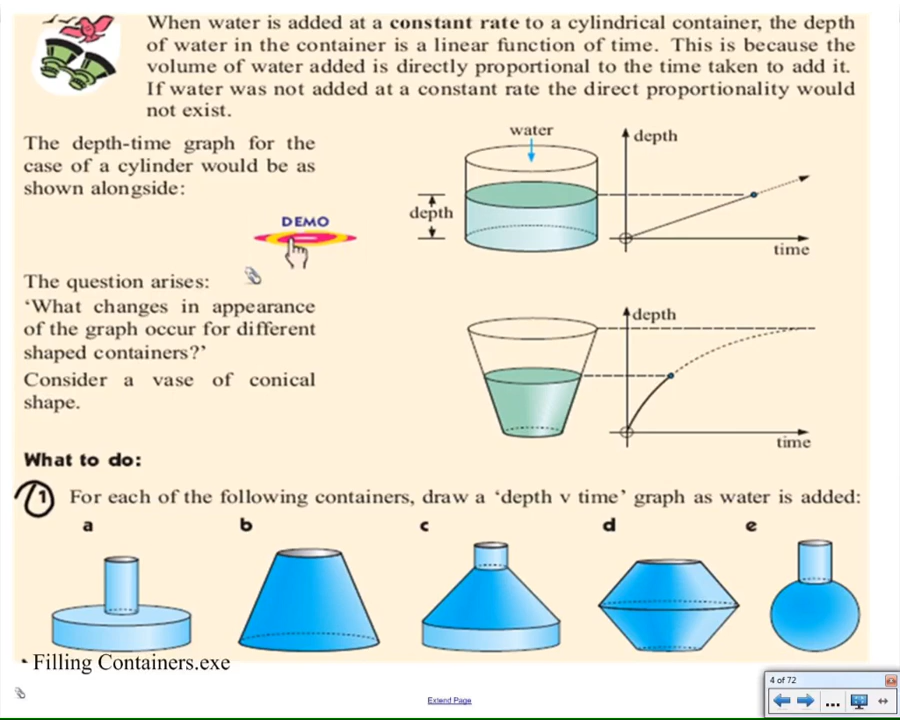 When water is added at a constant rate to a cylindrical container, the depth
of water in the container is a linear function of time. This is because the
volume of water added is directly proportional to the time taken to add it.
If water was not added at a constant rate the direct proportionality would
not exist.
The depth-time graph for the
case of a cylinder would be as
shown alongside:
water
depth
depth
time
DEMO
The question arises:
‘What changes in appearance
of the graph occur for different
shaped containers?’
Consider a vase of conical
shape.
depth
time
What to do:
1 For each of the following containers, draw a ‘depth v time’ graph as water is added:
a b c d e
• Filling Containers.exe
Extend Page
4 of 72
...